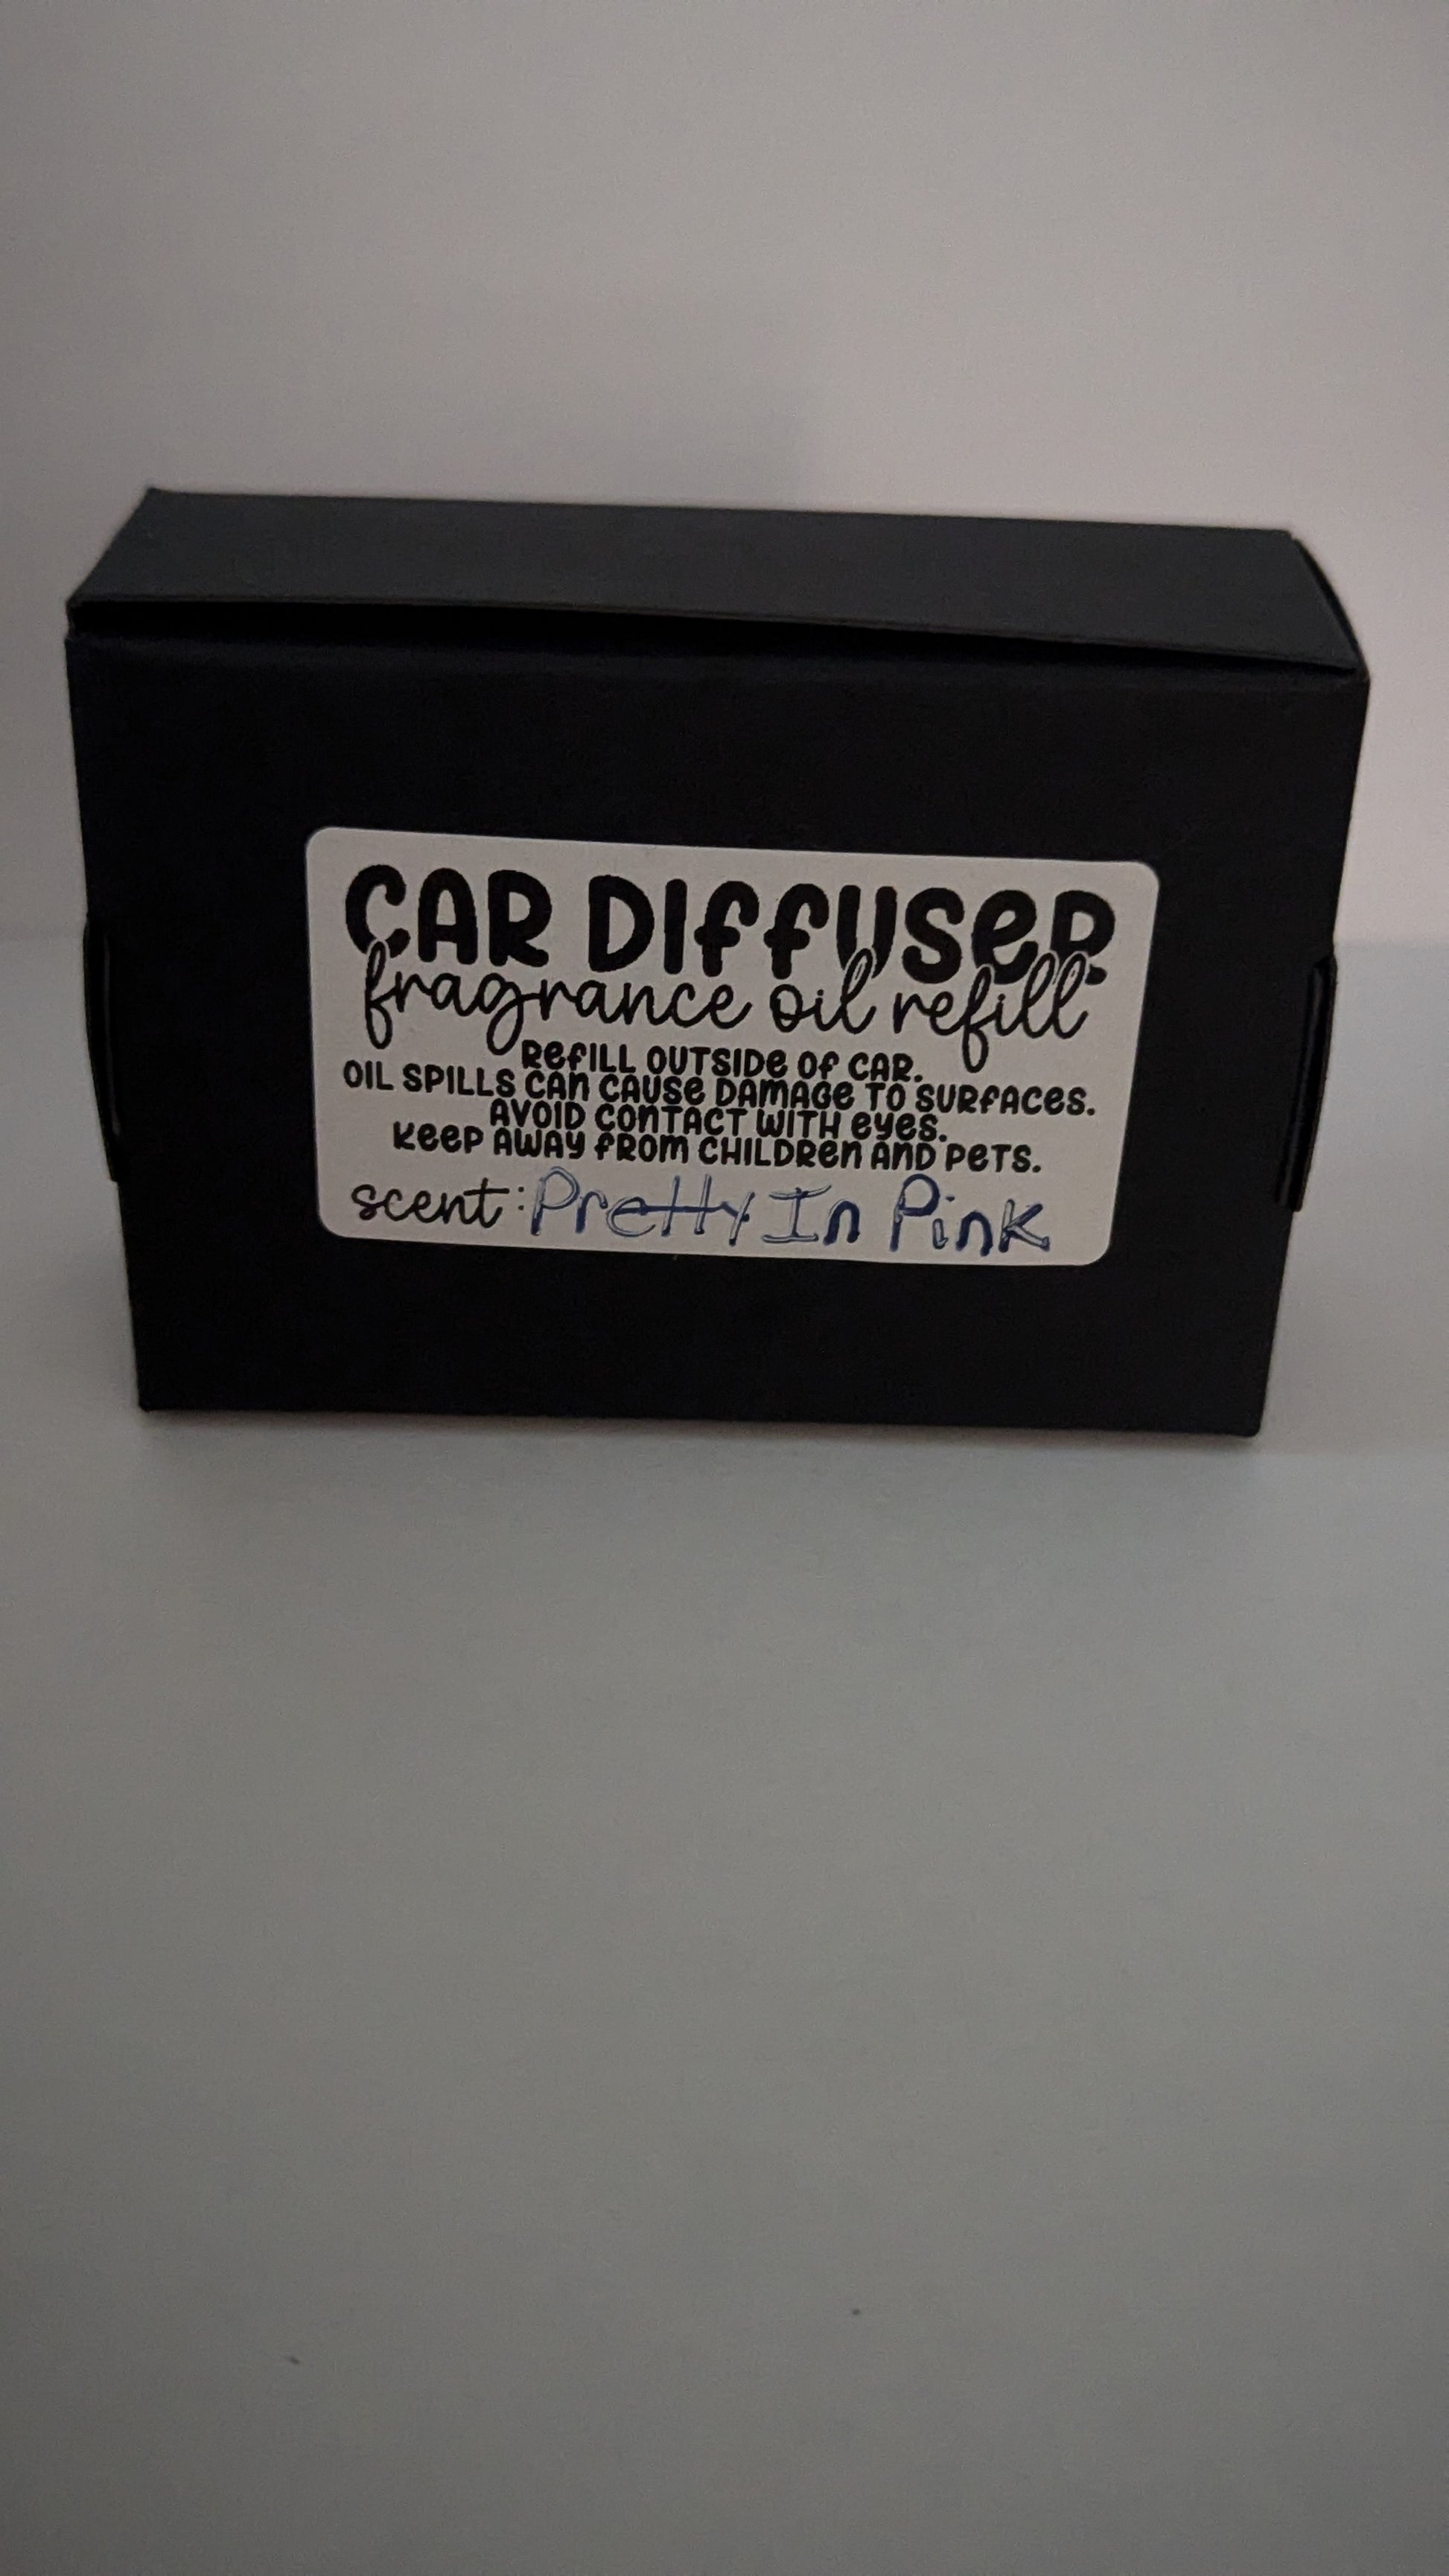 CAR DIffUSeR
fragrance oil refill
RefILL OUTSIDe Of CAR.
OIL SPILLS CAn CAUSe DAmAGe TO SURfACes.
AVOID COnTACT WITH eyes.
KeeP AWAy fROm CHILDRen AnD PeTS.
scent: Pretty In Pink